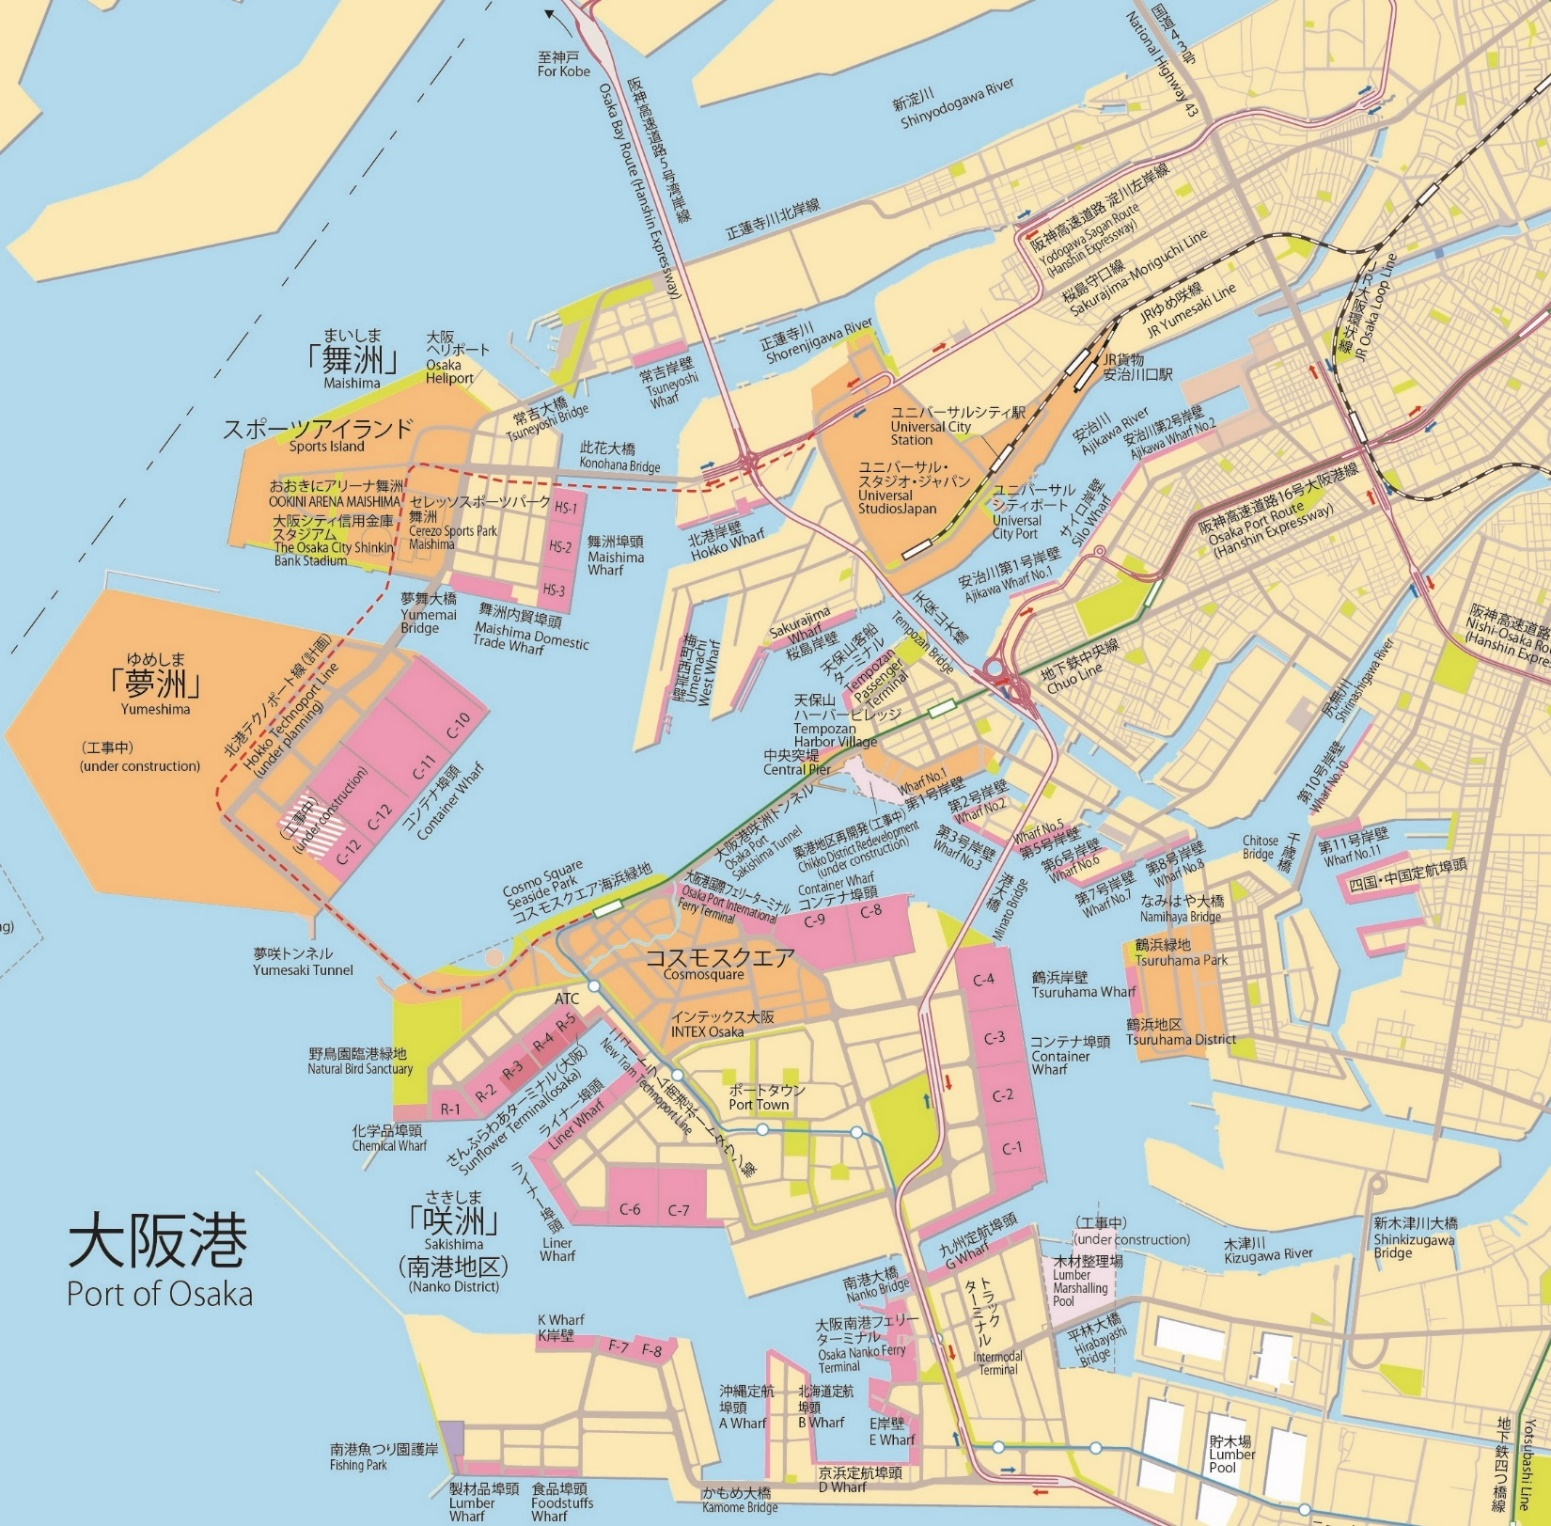 至神戸
For Kobe
阪神高速道路5号湾岸線
Osaka Bay Route (Hanshin Expressway)
国道43号
National Highway 43
新淀川
Shinyodogawa River
正蓮寺川北岸線
阪神高速道路 淀川左岸線
Yodogawa Sagan Route
(Hanshin Expressway)
桜島守口線
Sakurajima-Moriguchi Line
JRゆめ咲線
JR Yumesaki Line
JR大阪環状線
JR Osaka Loop Line
まいしま
「舞洲」
Maishima
大阪
ヘリポート
Osaka
Heliport
正蓮寺川
Shorenjigawa River
常吉岸壁
Tsuneyoshi
Wharf
常吉大橋
Tsuneyoshi Bridge
JR貨物
安治川口駅
スポーツアイランド
Sports Island
此花大橋
Konohana Bridge
ユニバーサルシティ駅
Universal City
Station
安治川
Ajikawa River
安治川第2号岸壁
Ajikawa Wharf No.2
ユニバーサル・
スタジオ・ジャパン
Universal
StudiosJapan
ユニバーサル
シティポート
Universal
City Port
サイロ岸壁
Silo Wharf
阪神高速道路16号大阪港線
Osaka Port Route
(Hanshin Expressway)
おおきにアリーナ舞洲
OOKINI ARENA MAISHIMA
大阪シティ信用金庫
スタジアム
The Osaka City Shinkin
Bank Stadium
セレッソスポーツパーク
舞洲
Cerezo Sports Park
Maishima
HS-1
HS-2
HS-3
舞洲埠頭
Maishima
Wharf
北港岸壁
Hokko Wharf
安治川第1号岸壁
Ajikawa Wharf No.1
夢舞大橋
Yumemai
Bridge
舞洲内貿埠頭
Maishima Domestic
Trade Wharf
梅町西岸壁
Umemachi
West Wharf
Sakurajima
Wharf
桜島岸壁
天保山大橋
Tempozan Bridge
天保山客船
ターミナル
Tempozan
Passenger
Terminal
地下鉄中央線
Chuo Line
尻無川
Shirinashigawa River
阪神高速道路
Nishi-Osaka Ro
(Hanshin Expre
ゆめしま
「夢洲」
Yumeshima
(工事中)
(under construction)
北港テクノポート線(計画)
Hokko Technoport Line
(under planning)
C-10
C-11
C-12
C-12
(工事中)
(under construction)
コンテナ埠頭
Container Wharf
天保山
ハーバービレッジ
Tempozan
Harbor Village
中央突堤
Central Pier
Wharf No.1
第1号岸壁
第2号岸壁
Wharf No.2
第3号岸壁
Wharf No.3
Wharf No.5
第5号岸壁
第6号岸壁
Wharf No.6
第7号岸壁
Wharf No.7
第8号岸壁
Wharf No.8
第10号岸壁
Wharf No.10
第11号岸壁
Wharf No.11
千歳橋
Chitose
Bridge
四国・中国定航埠頭
大阪港咲洲トンネル
Osaka Port
Sakishima Tunnel
築港地区再開発(工事中)
Chikko District Redevelopment
(under construction)
Cosmo Square
Seaside Park
コスモスクエア海浜緑地
大阪港国際フェリーターミナル
Osaka Port International
Ferry Terminal
Container Wharf
コンテナ埠頭
C-9
C-8
港大橋
Minato Bridge
なみはや大橋
Namihaya Bridge
鶴浜緑地
Tsuruhama Park
鶴浜岸壁
Tsuruhama Wharf
鶴浜地区
Tsuruhama District
ng)
夢咲トンネル
Yumesaki Tunnel
コスモスクエア
Cosmosquare
ATC
インテックス大阪
INTEX Osaka
C-4
C-3
C-2
C-1
コンテナ埠頭
Container
Wharf
野鳥園臨港緑地
Natural Bird Sanctuary
R-5
R-4
R-3
R-2
R-1
化学品埠頭
Chemical Wharf
さんふらわあターミナル(大阪)
Sunflower Terminal(osaka)
ニュートラム南港ポートタウン線
New Tram Technoport Line
ポートタウン
Port Town
ライナー埠頭
Liner Wharf
ライナー埠頭
Liner
Wharf
C-6
C-7
さきしま
「咲洲」
Sakishima
(南港地区)
(Nanko District)
大阪港
Port of Osaka
九州定航埠頭
G Wharf
(工事中)
(under construction)
木材整理場
Lumber
Marshalling
Pool
木津川
Kizugawa River
新木津川大橋
Shinkizugawa
Bridge
南港大橋
Nanko Bridge
トラック
ターミナル
Intermodal
Terminal
平林大橋
Hirabayashi
Bridge
大阪南港フェリー
ターミナル
Osaka Nanko Ferry
Terminal
K Wharf
K岸壁
F-7
F-8
沖縄定航
埠頭
A Wharf
北海道定航
埠頭
B Wharf
E岸壁
E Wharf
南港魚つり園護岸
Fishing Park
製材品埠頭
Lumber
Wharf
食品埠頭
Foodstuffs
Wharf
かもめ大橋
Kamome Bridge
京浜定航埠頭
D Wharf
貯木場
Lumber
Pool
地下鉄四つ橋線
Yotsubashi Line